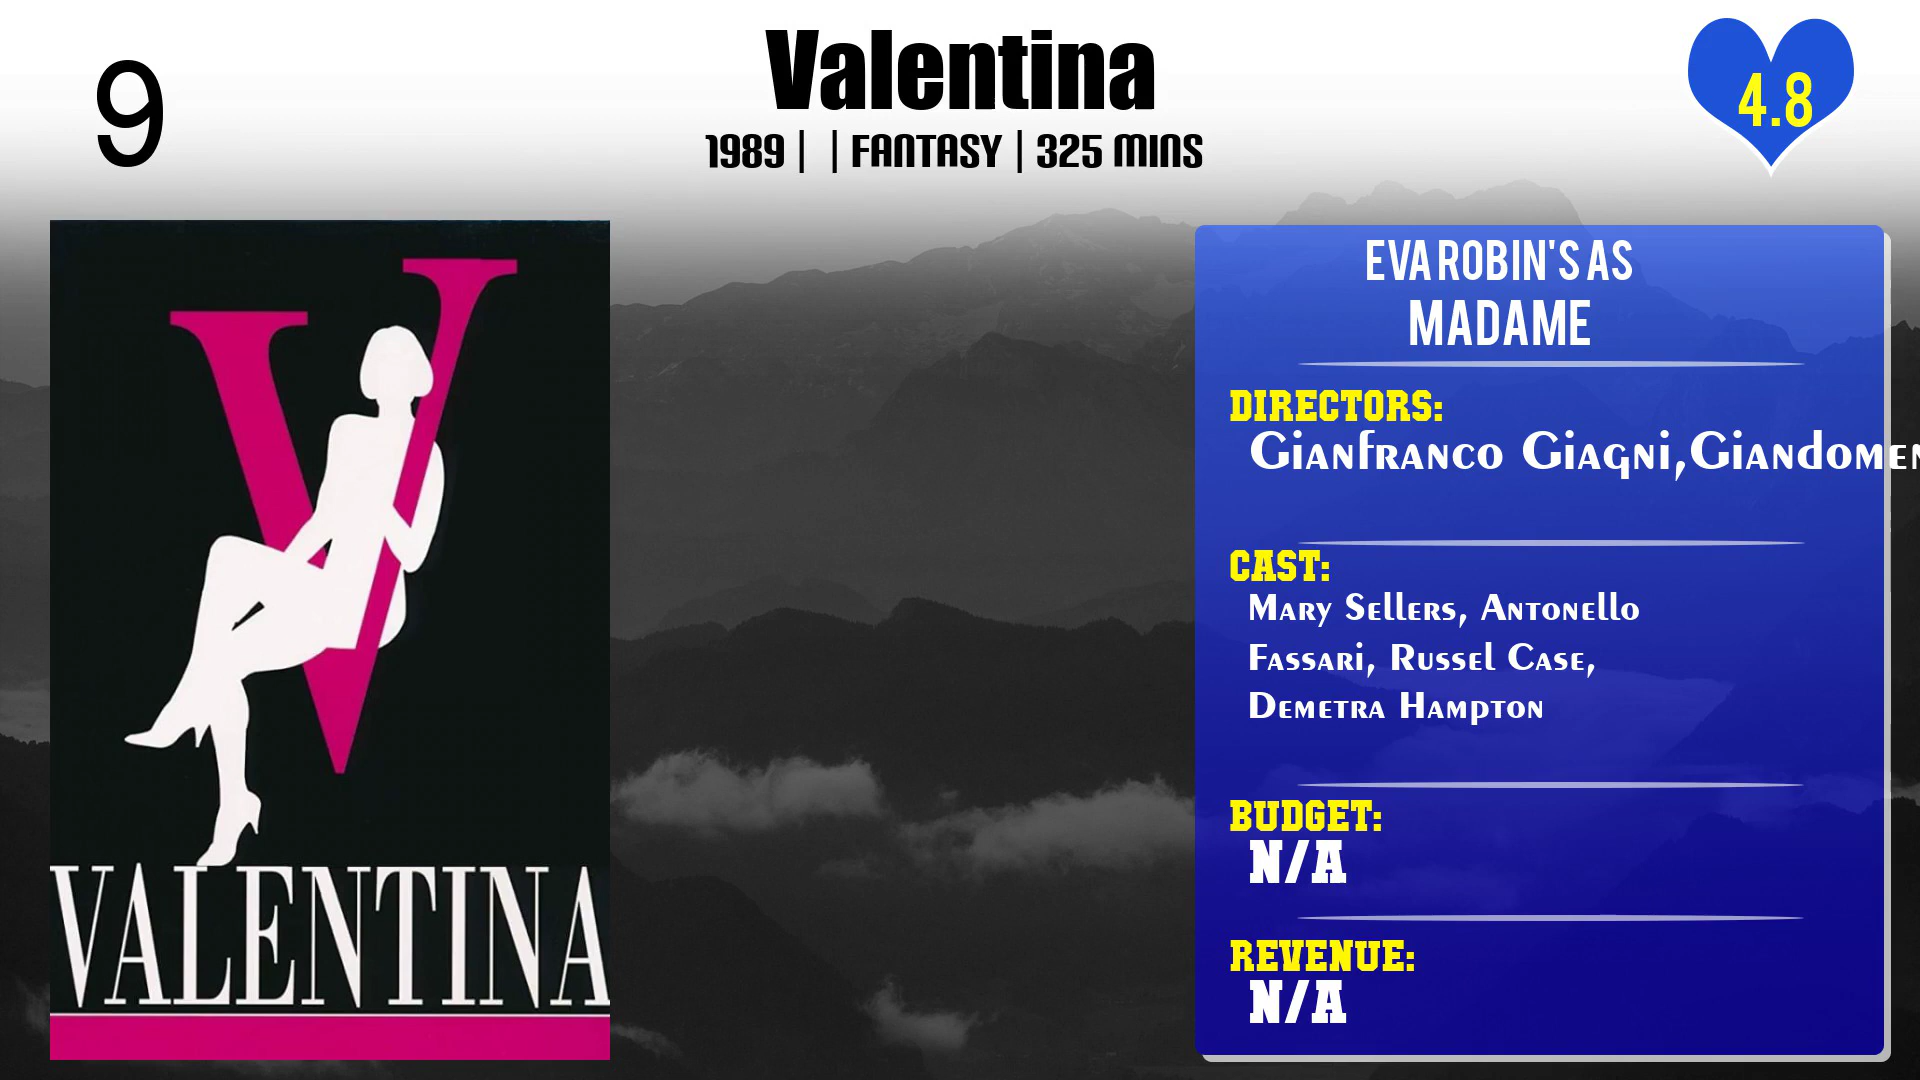 9
Valentina
1989 | | FANTASY | 325 MINS
4.8
V
VALENTINA
EVA ROBIN'S AS
MADAME
DIRECTORS:
Gianfranco Giagni,Giandomen
CAST:
Mary Sellers, Antonello
Fassari, Russel Case,
Demetra Hampton
BUDGET:
N/A
REVENUE:
N/A